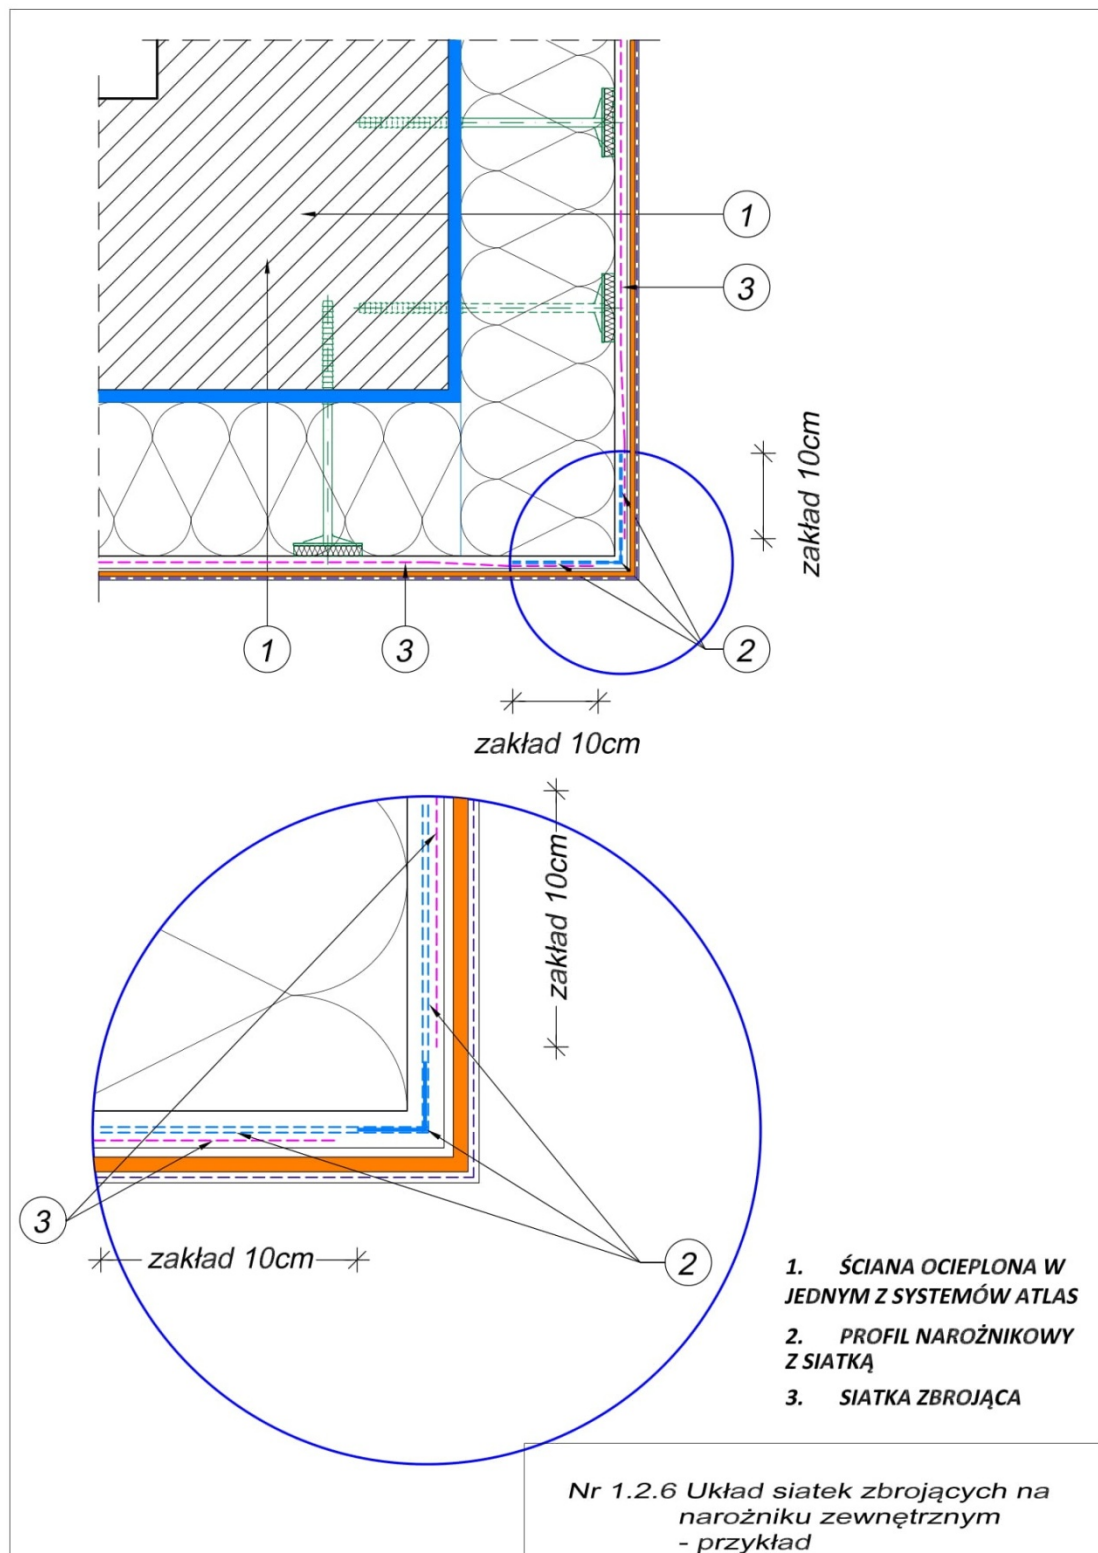 1
3
zakład 10cm
1
3
2
zakład 10cm
zakład 10cm
3
zakład 10cm
2
1. ŚCIANA OCIEPLONA W
JEDNYM Z SYSTEMÓW ATLAS
2. PROFIL NAROŻNIKOWY
Z SIATKĄ
3. SIATKA ZBROJĄCA
Nr 1.2.6 Układ siatek zbrojących na
narożniku zewnętrznym
- przykład